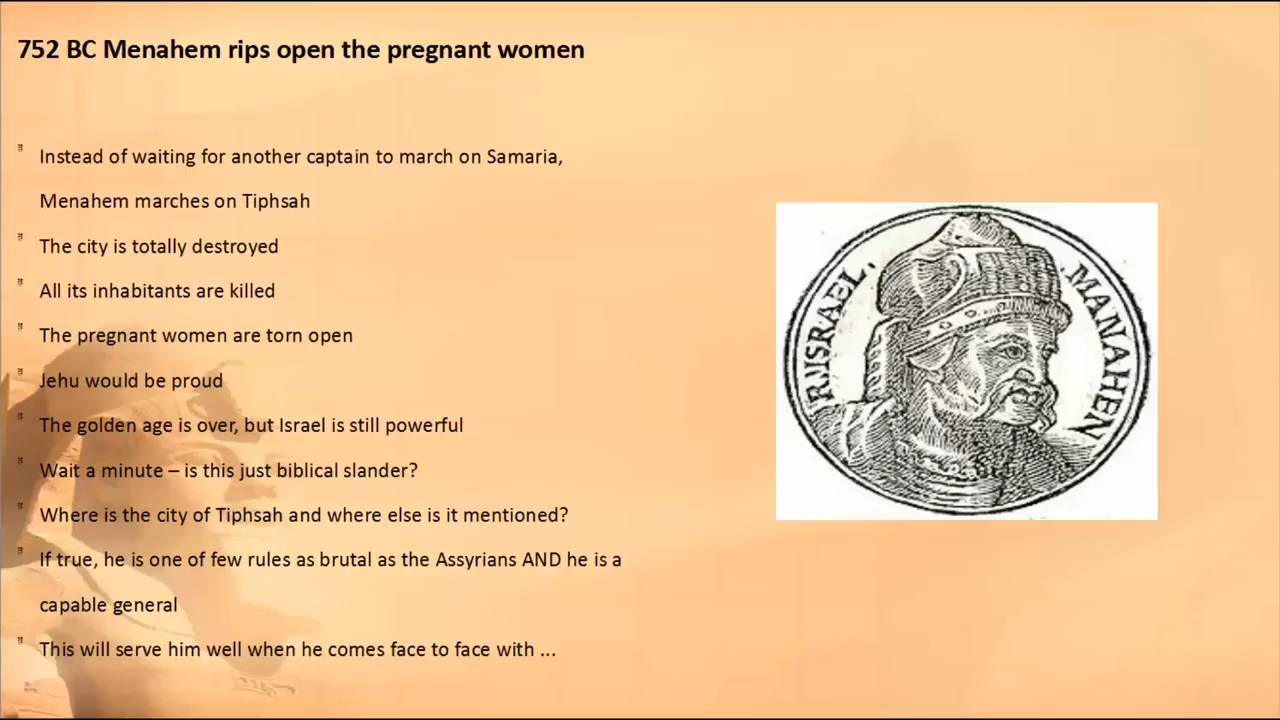 752 BC Menahem rips open the pregnant women
Instead of waiting for another captain to march on Samaria,
Menahem marches on Tiphsah
The city is totally destroyed
All its inhabitants are killed
The pregnant women are torn open
Jehu would be proud
The golden age is over, but Israel is still powerful
Wait a minute – is this just biblical slander?
Where is the city of Tiphsah and where else is it mentioned?
If true, he is one of few rules as brutal as the Assyrians AND he is a
capable general
This will serve him well when he comes face to face with ...
R.ISRAEL.
MANAHEN